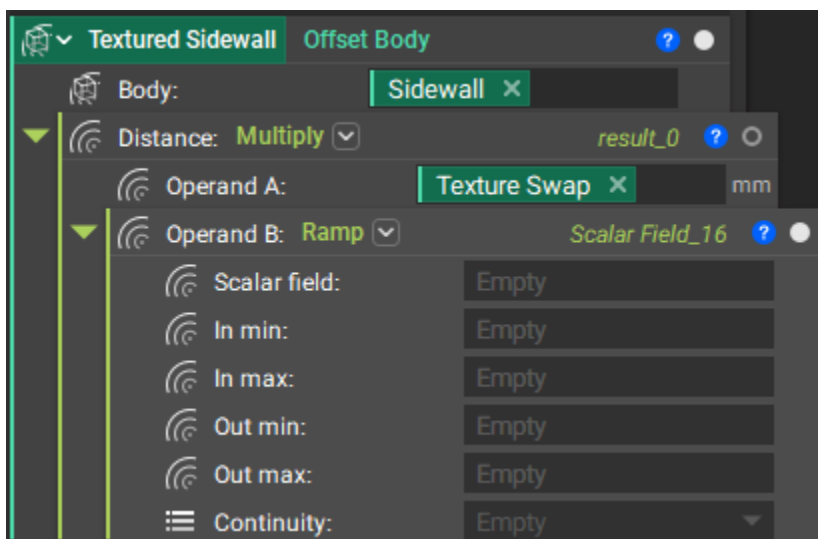 Textured Sidewall Offset Body ?
Body: Sidewall ×
Distance: Multiply result_0 ?
Operand A: Texture Swap × mm
Operand B: Ramp Scalar Field_16 ?
Scalar field: Empty
In min: Empty
In max: Empty
Out min: Empty
Out max: Empty
Continuity: Empty